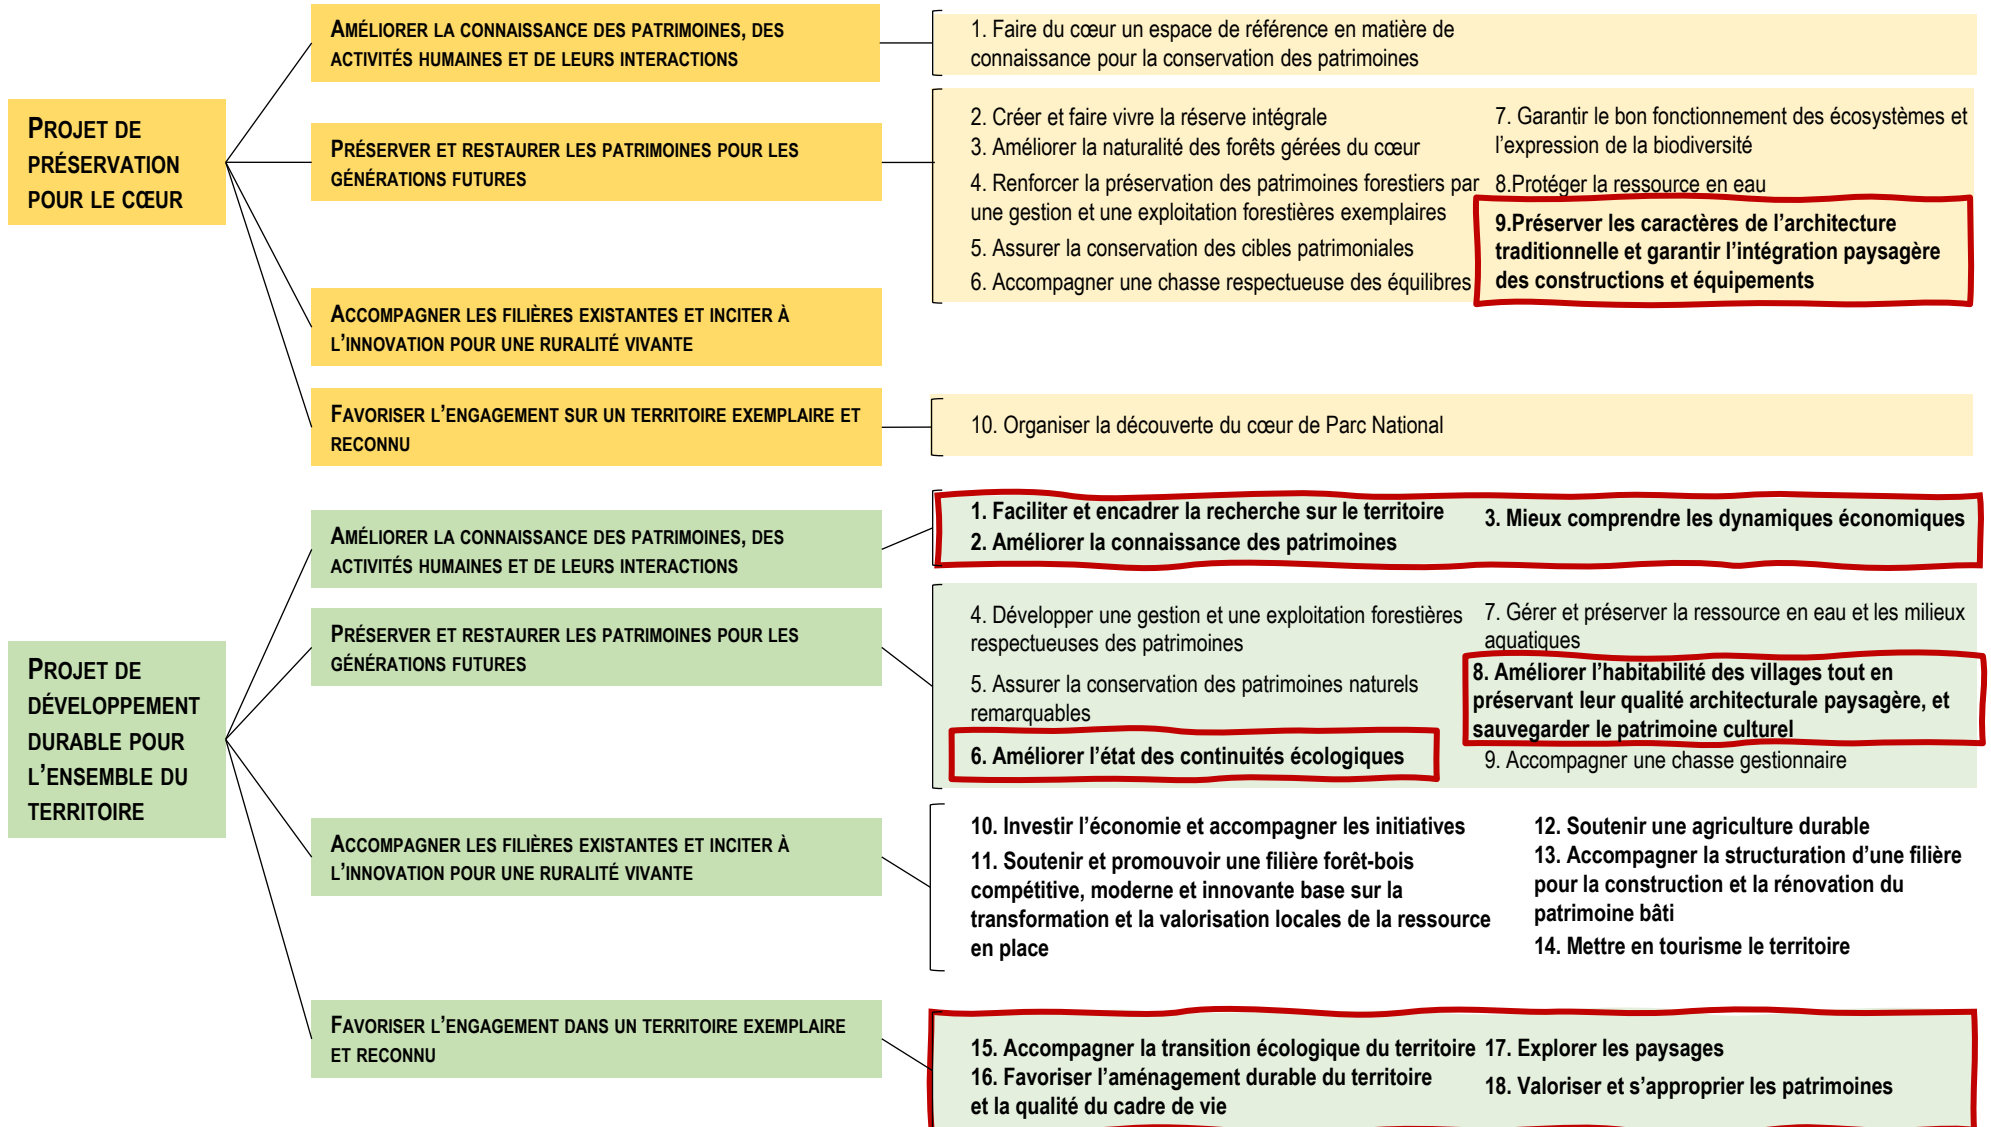 PROJET DE
PRÉSERVATION
POUR LE CŒUR
AMÉLIORER LA CONNAISSANCE DES PATRIMOINES, DES
ACTIVITÉS HUMAINES ET DE LEURS INTERACTIONS
1. Faire du cœur un espace de référence en matière de
connaissance pour la conservation des patrimoines
PRÉSERVER ET RESTAURER LES PATRIMOINES POUR LES
GÉNÉRATIONS FUTURES
2. Créer et faire vivre la réserve intégrale
3. Améliorer la naturalité des forêts gérées du cœur
4. Renforcer la préservation des patrimoines forestiers par
une gestion et une exploitation forestières exemplaires
5. Assurer la conservation des cibles patrimoniales
6. Accompagner une chasse respectueuse des équilibres
7. Garantir le bon fonctionnement des écosystèmes et
l'expression de la biodiversité
8.Protéger la ressource en eau
9.Préserver les caractères de l'architecture
traditionnelle et garantir l'intégration paysagère
des constructions et équipements
ACCOMPAGNER LES FILIÈRES EXISTANTES ET INCITER À
L'INNOVATION POUR UNE RURALITÉ VIVANTE
FAVORISER L'ENGAGEMENT SUR UN TERRITOIRE EXEMPLAIRE ET
RECONNU
10. Organiser la découverte du cœur de Parc National
PROJET DE
DÉVELOPPEMENT
DURABLE POUR
L'ENSEMBLE DU
TERRITOIRE
AMÉLIORER LA CONNAISSANCE DES PATRIMOINES, DES
ACTIVITÉS HUMAINES ET DE LEURS INTERACTIONS
1. Faciliter et encadrer la recherche sur le territoire
2. Améliorer la connaissance des patrimoines
3. Mieux comprendre les dynamiques économiques
PRÉSERVER ET RESTAURER LES PATRIMOINES POUR LES
GÉNÉRATIONS FUTURES
4. Développer une gestion et une exploitation forestières
respectueuses des patrimoines
5. Assurer la conservation des patrimoines naturels
remarquables
6. Améliorer l'état des continuités écologiques
7. Gérer et préserver la ressource en eau et les milieux
aquatiques
8. Améliorer l'habitabilité des villages tout en
préservant leur qualité architecturale paysagère, et
sauvegarder le patrimoine culturel
9. Accompagner une chasse gestionnaire
ACCOMPAGNER LES FILIÈRES EXISTANTES ET INCITER À
L'INNOVATION POUR UNE RURALITÉ VIVANTE
10. Investir l'économie et accompagner les initiatives
11. Soutenir et promouvoir une filière forêt-bois
compétitive, moderne et innovante base sur la
transformation et la valorisation locales de la ressource
en place
12. Soutenir une agriculture durable
13. Accompagner la structuration d'une filière
pour la construction et la rénovation du
patrimoine bâti
14. Mettre en tourisme le territoire
FAVORISER L'ENGAGEMENT DANS UN TERRITOIRE EXEMPLAIRE
ET RECONNU
15. Accompagner la transition écologique du territoire
16. Favoriser l'aménagement durable du territoire
et la qualité du cadre de vie
17. Explorer les paysages
18. Valoriser et s'approprier les patrimoines